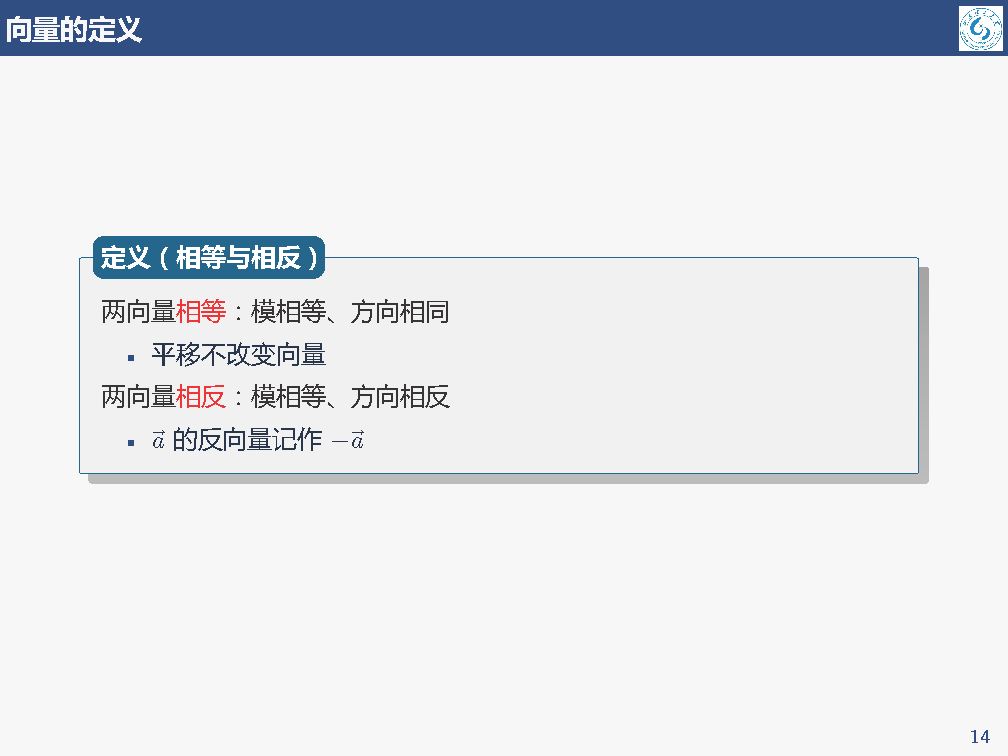 向量的定义
定义（相等与相反）
两向量相等：模相等、方向相同
▪ 平移不改变向量
两向量相反：模相等、方向相反
▪ \vec{a} 的反向量记作 −\vec{a}
14